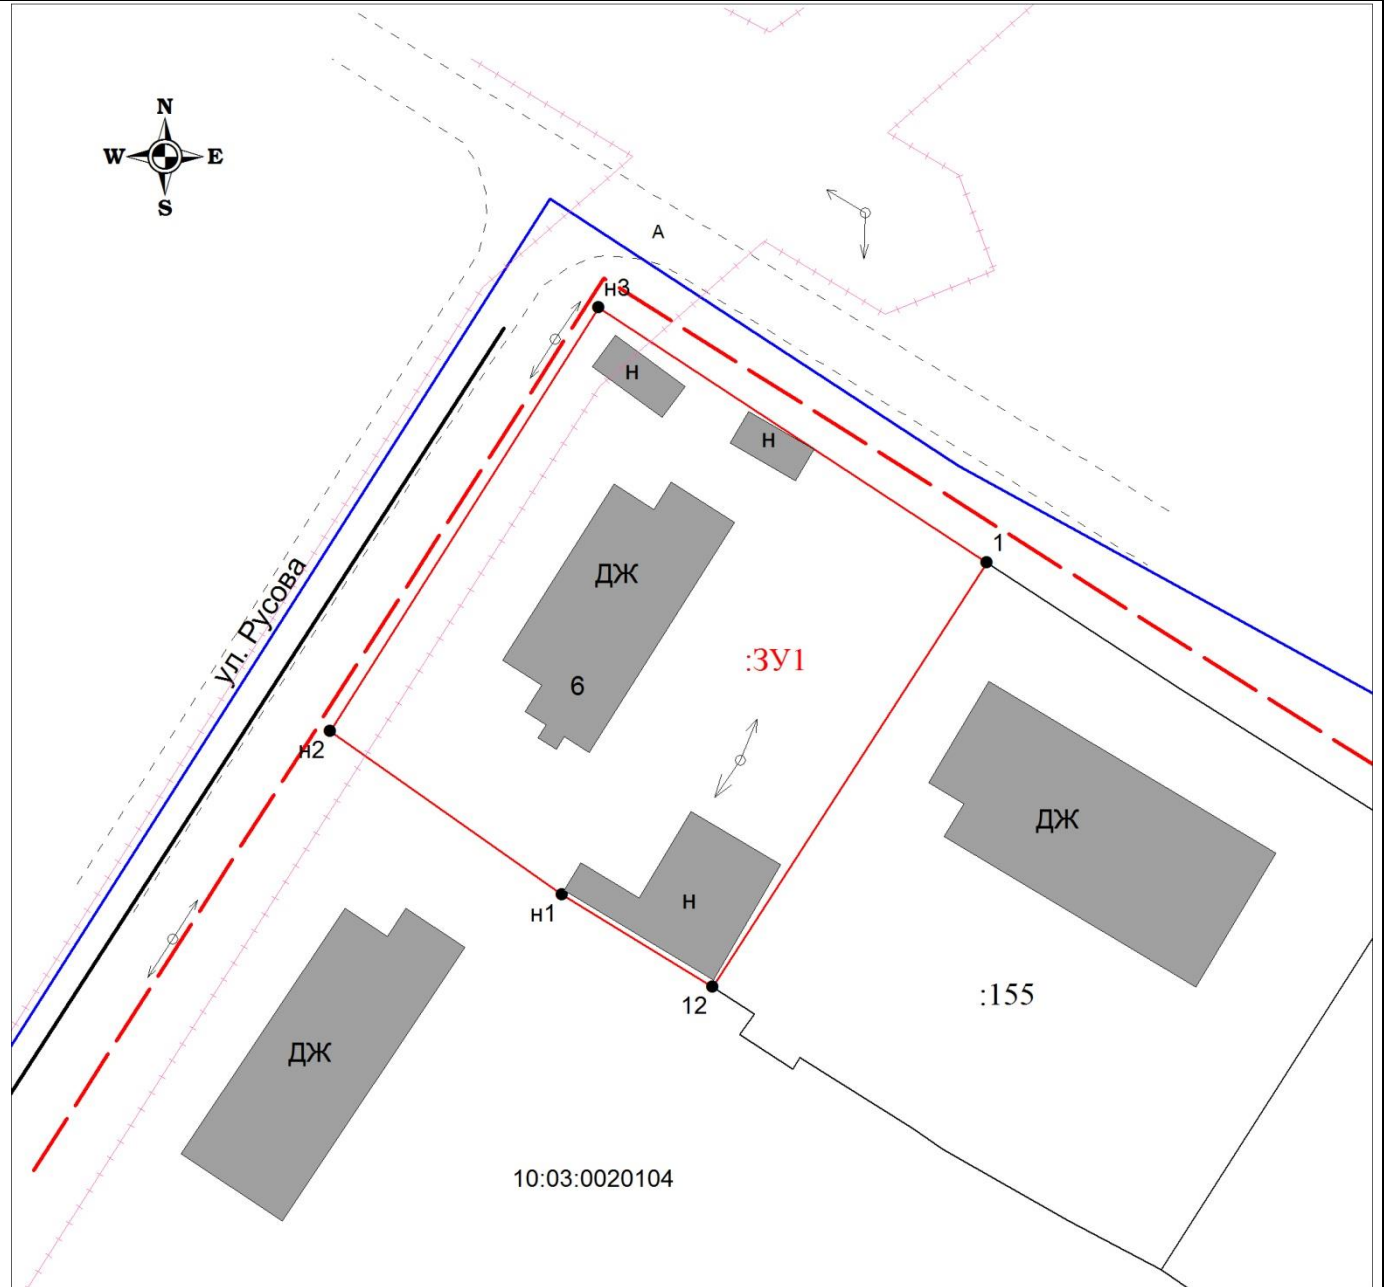 N
W E
S
А
н3
н
н
1
ДЖ
ул. Русова
:ЗУ1
6
н2
ДЖ
н
н1
:155
12
ДЖ
10:03:0020104